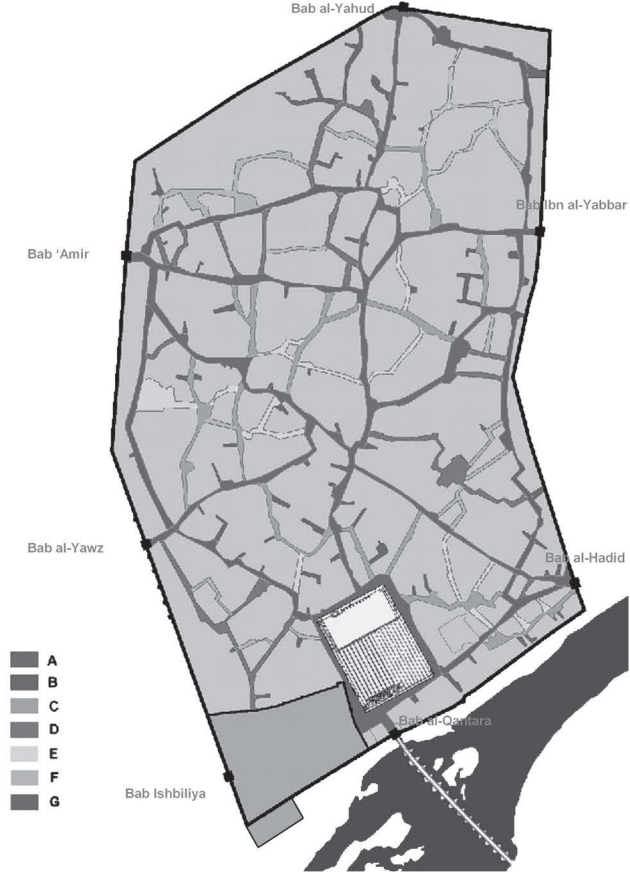 Bab al-Yahud
Bab Ibn al-Yabbar
Bab ‘Amir
Bab al-Yawz
Bab al-Hadid
A
B
C
D
E
F
G
Bab al-Qantara
Bab Ishbiliya